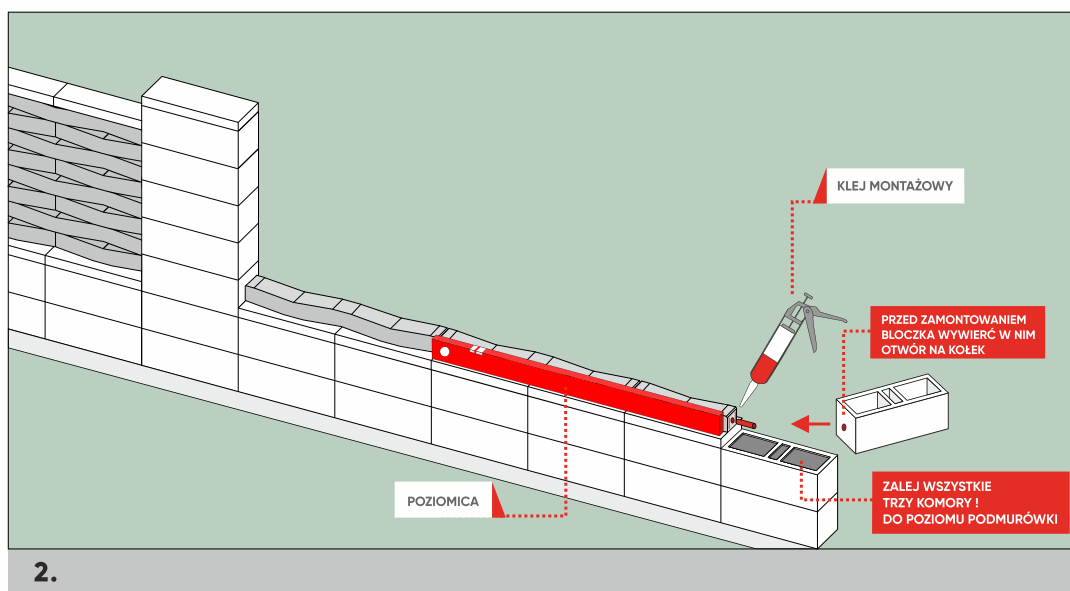 KLEJ MONTAŻOWY
PRZED ZAMONTOWANIEM
BLOCZKA WYWIERĆ W NIM
OTWÓR NA KOŁEK
POZIOMICA
ZALEJ WSZYSTKIE
TRZY KOMORY !
DO POZIOMU PODMURÓWKI
2.